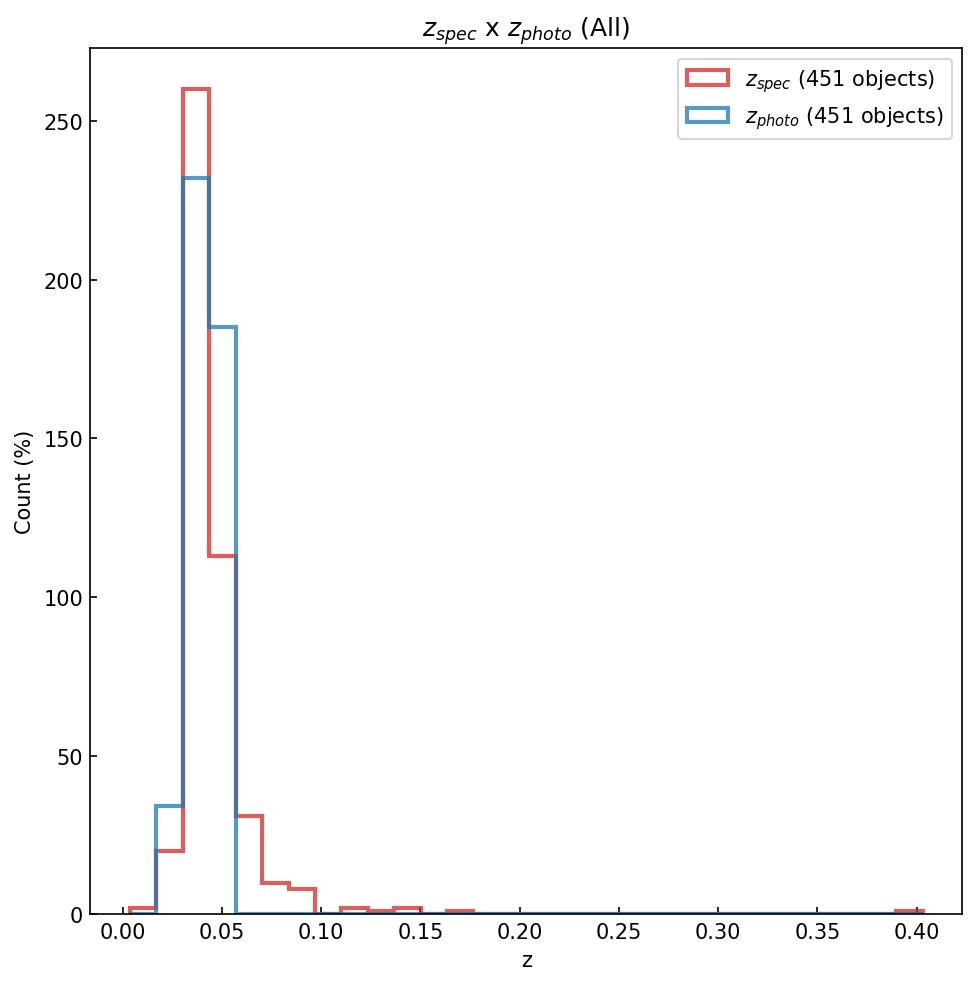 z_spec x z_photo (All)
z_spec (451 objects)
z_photo (451 objects)
Count (%)
250
200
150
100
50
0
0.00 0.05 0.10 0.15 0.20 0.25 0.30 0.35 0.40
z